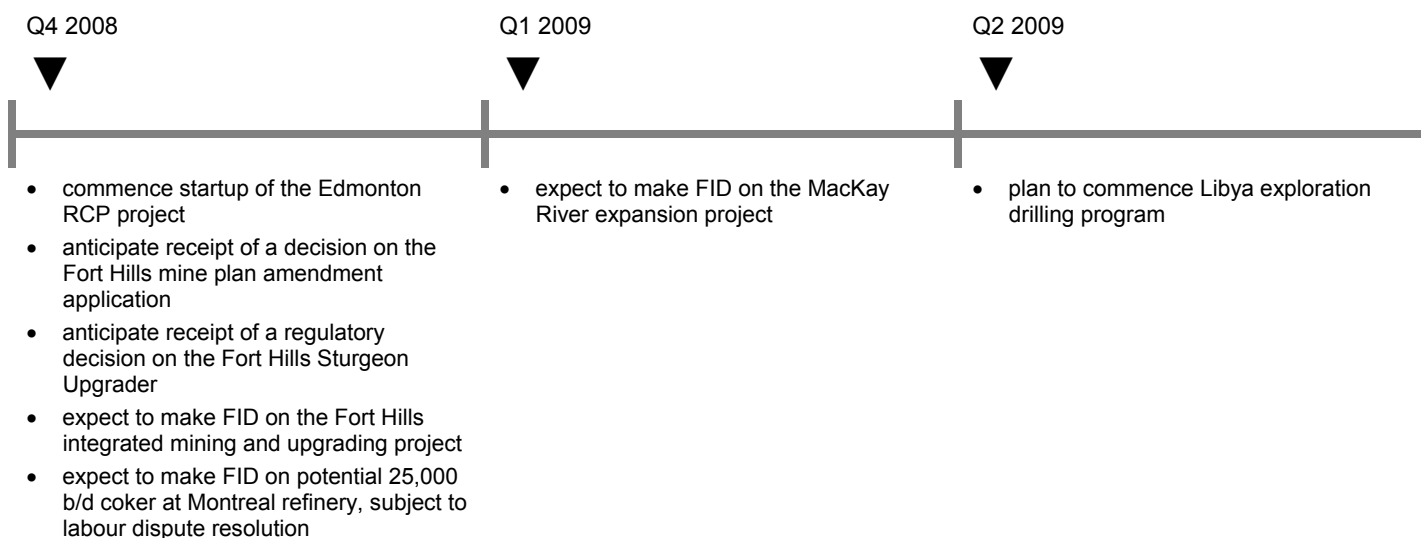 Q4 2008
Q1 2009
Q2 2009
• commence startup of the Edmonton
RCP project
• anticipate receipt of a decision on the
Fort Hills mine plan amendment
application
• anticipate receipt of a regulatory
decision on the Fort Hills Sturgeon
Upgrader
• expect to make FID on the Fort Hills
integrated mining and upgrading project
• expect to make FID on potential 25,000
b/d coker at Montreal refinery, subject to
labour dispute resolution
• expect to make FID on the MacKay
River expansion project
• plan to commence Libya exploration
drilling program